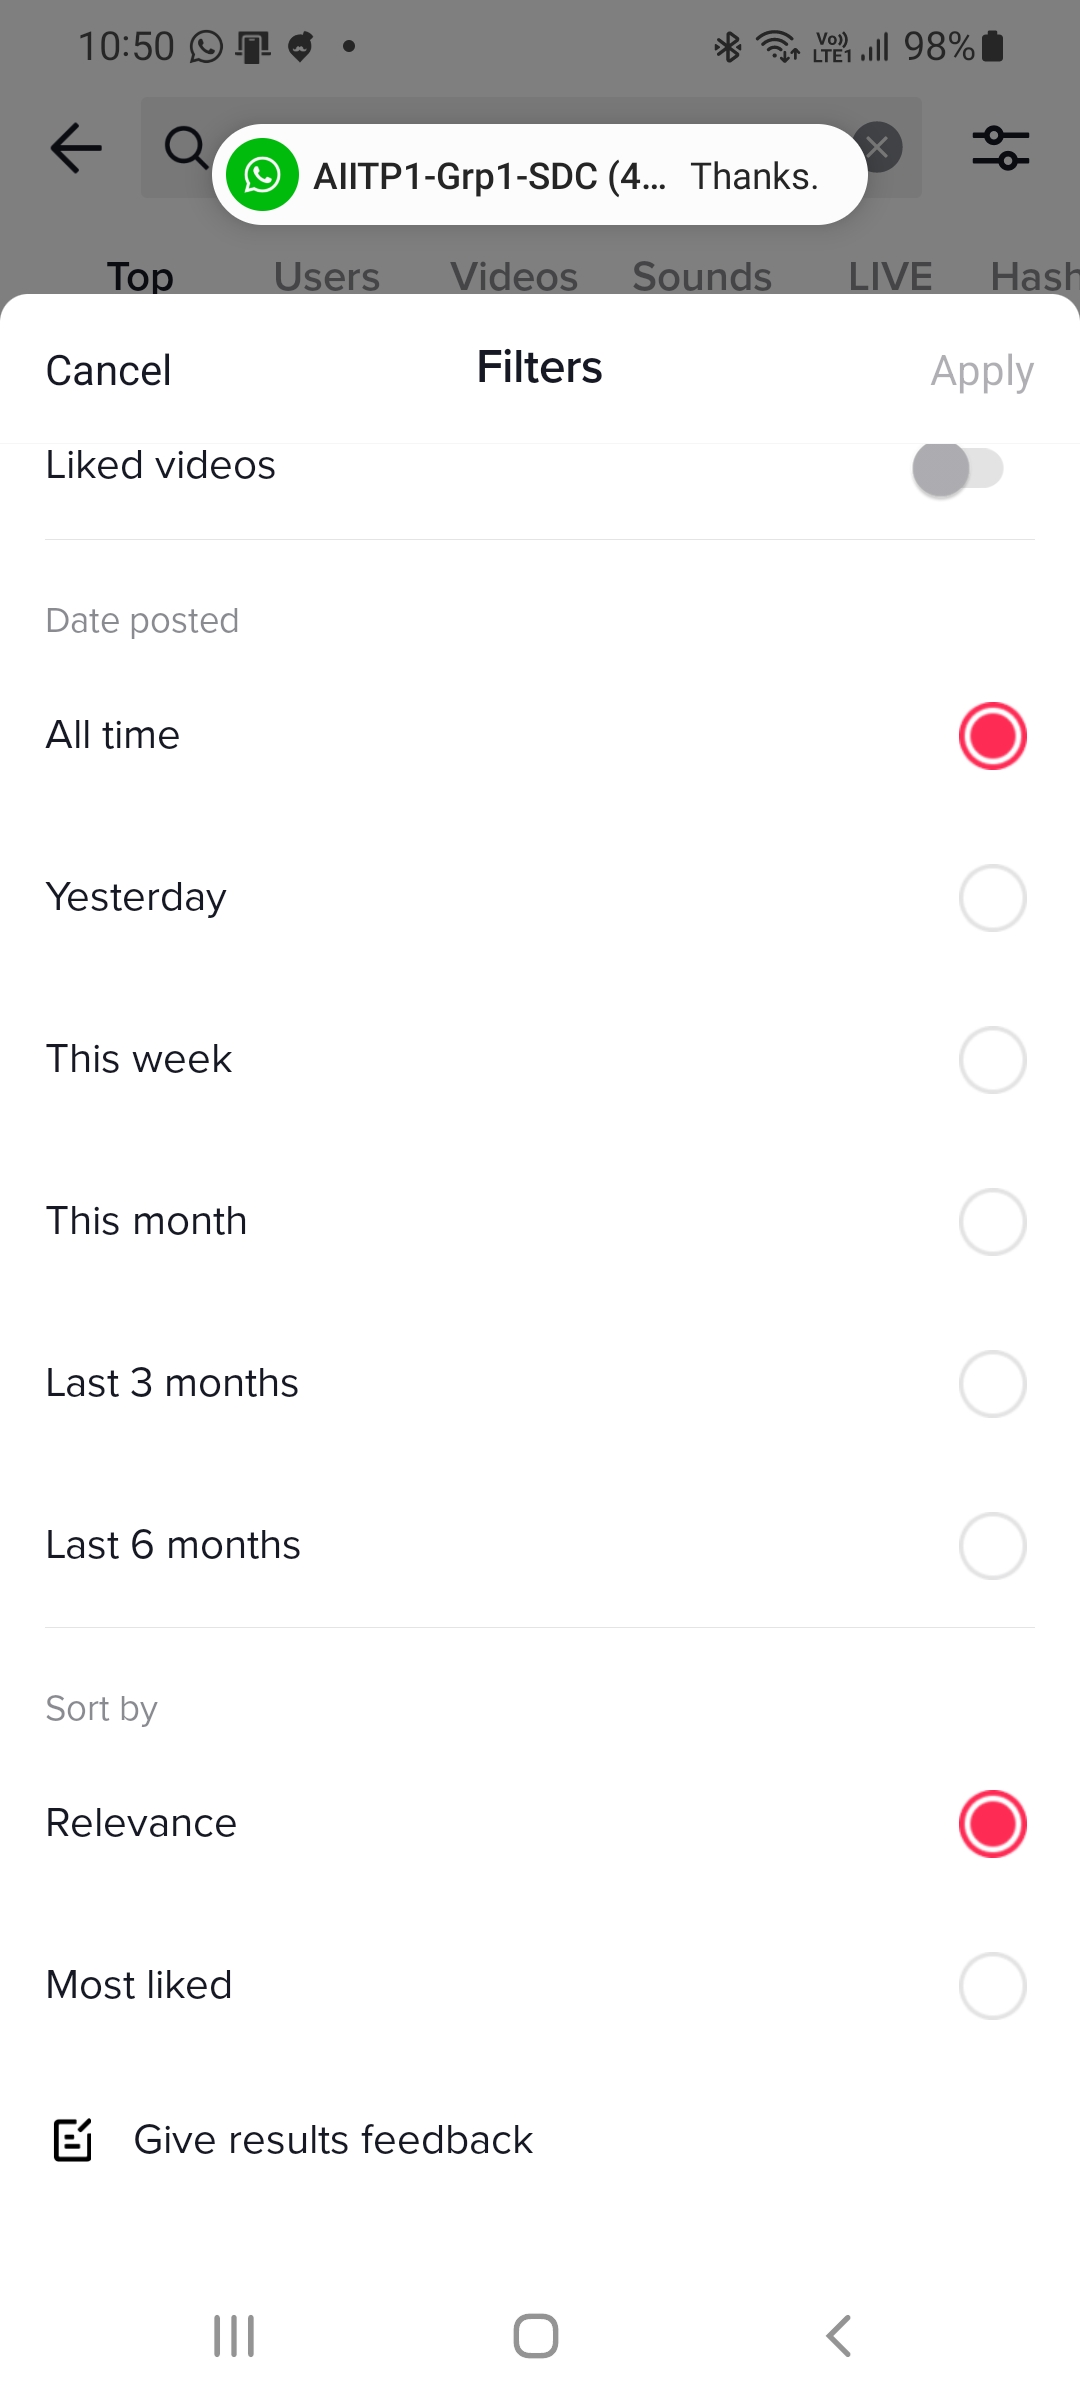 10:50 Vo)) LTE1 98%
AIITP1-Grp1-SDC (4... Thanks.
Top Users Videos Sounds LIVE Hash
Cancel Filters Apply
Liked videos
Date posted
All time
Yesterday
This week
This month
Last 3 months
Last 6 months
Sort by
Relevance
Most liked
Give results feedback